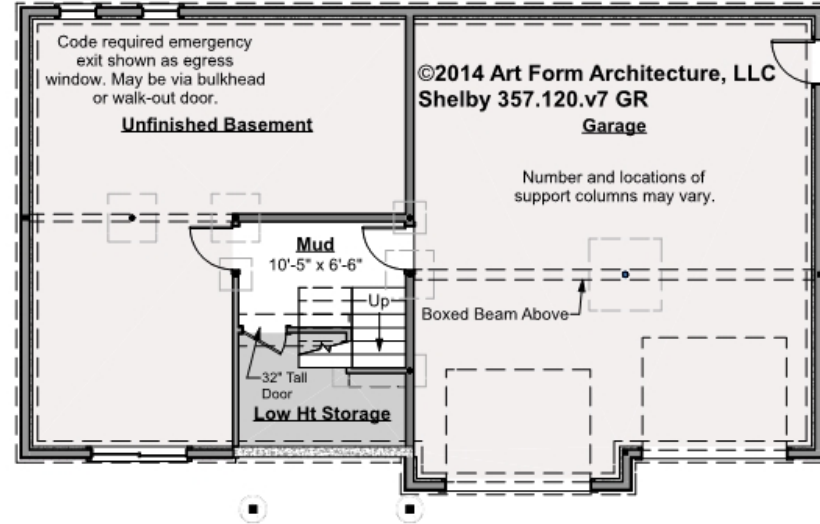 Code required emergency
exit shown as egress
window. May be via bulkhead
or walk-out door.
Unfinished Basement
©2014 Art Form Architecture, LLC
Shelby 357.120.v7 GR
Garage
Number and locations of
support columns may vary.
Mud
10'-5" x 6'-6"
Up
Boxed Beam Above
32" Tall
Door
Low Ht Storage